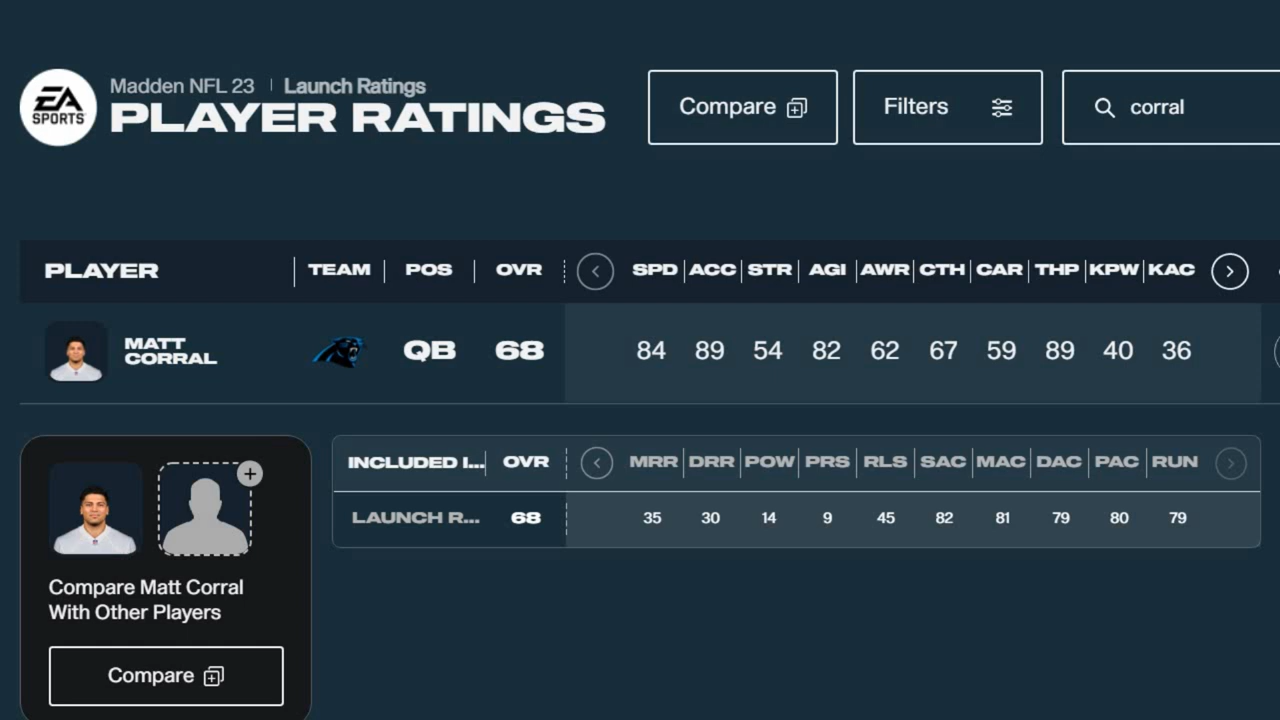 EA
SPORTS
Madden NFL 23 | Launch Ratings
PLAYER RATINGS
Compare
Filters
corral
PLAYER TEAM POS OVR SPD ACC STR AGI AWR CTH CAR THP KPW KAC
MATT
CORRAL
QB 68 84 89 54 82 62 67 59 89 40 36
INCLUDED I... OVR MRR DRR POW PRS RLS SAC MAC DAC PAC RUN
LAUNCH R... 68 35 30 14 9 45 82 81 79 80 79
Compare Matt Corral
With Other Players
Compare